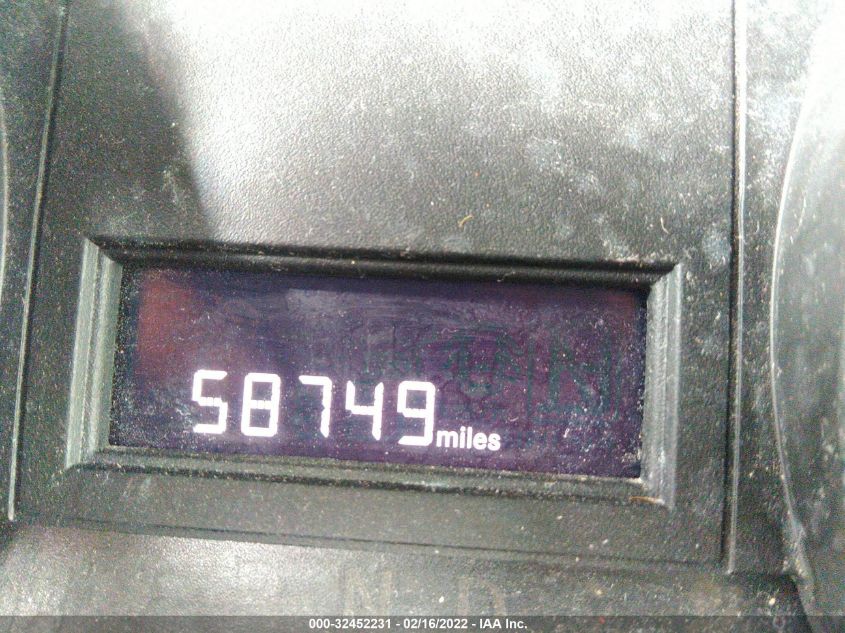 58749 miles
N D
000-32452231 - 02/16/2022 - IAA Inc.